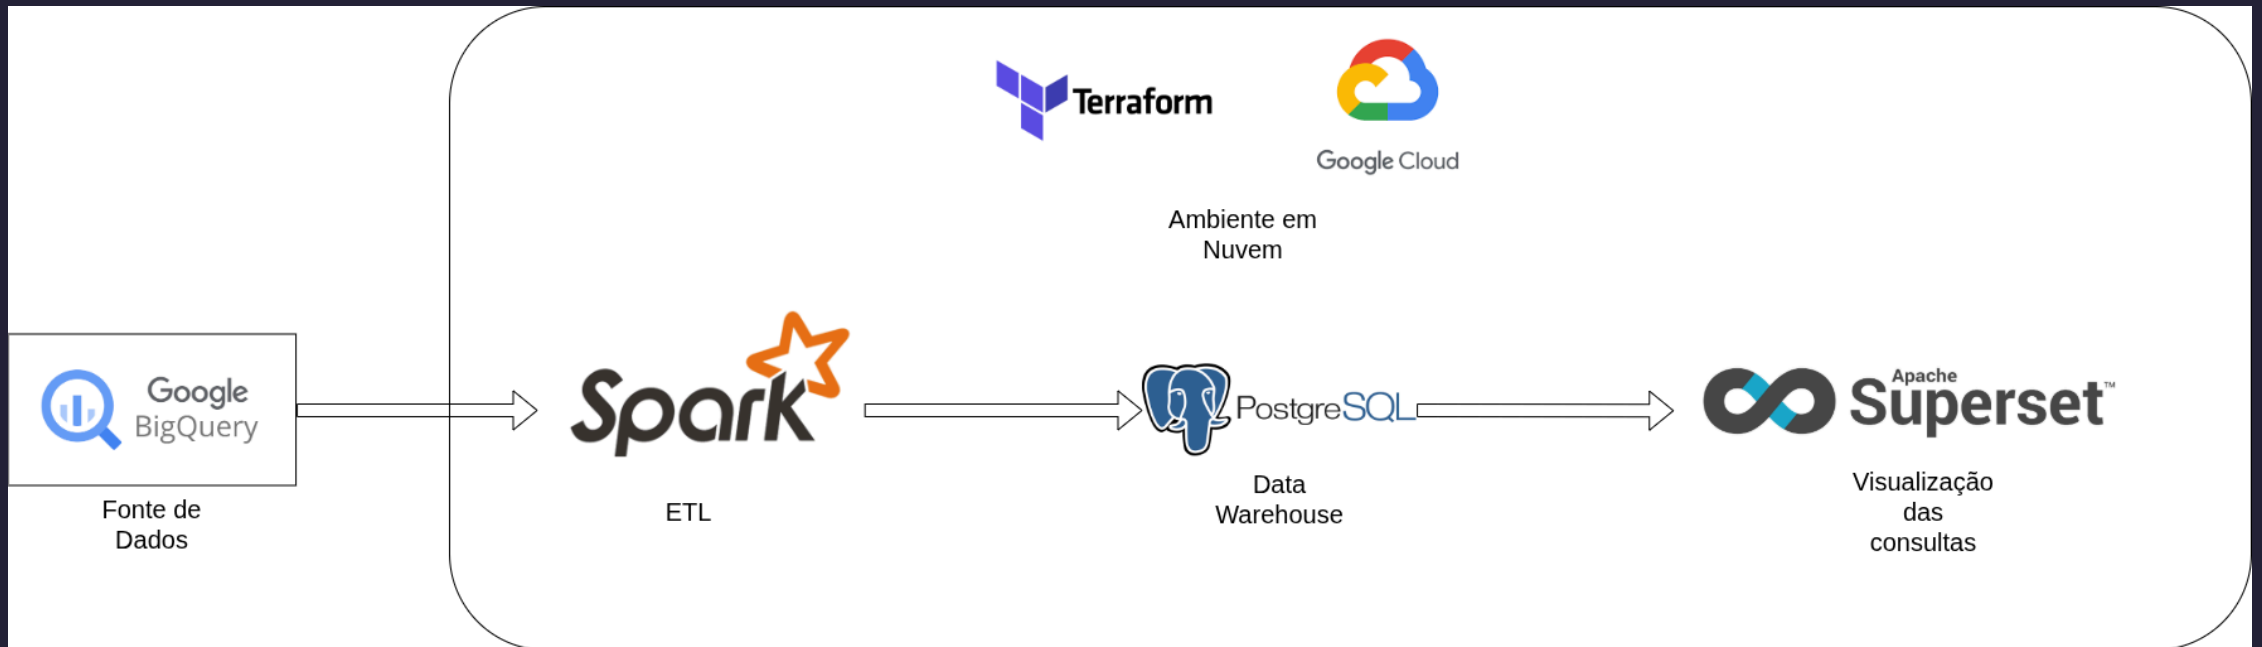 Terraform
Google Cloud
Ambiente em
Nuvem
Google
BigQuery
Fonte de
Dados
Spark
ETL
PostgreSQL
Data
Warehouse
Apache
Superset™
Visualização
das
consultas